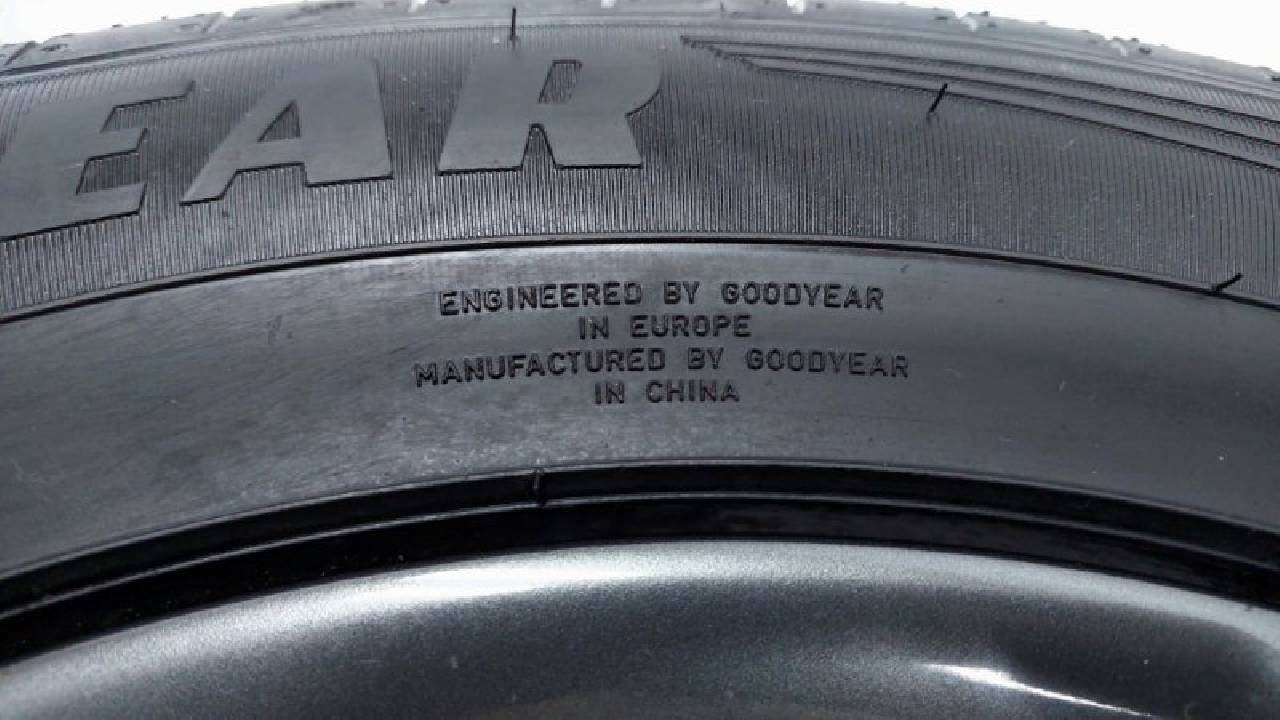 EAR
ENGINEERED BY GOODYEAR
IN EUROPE
MANUFACTURED BY GOODYEAR
IN CHINA